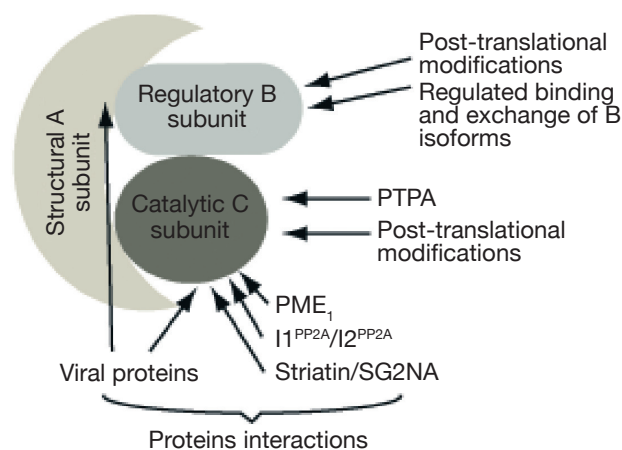 Post-translational
modifications
Regulated binding
and exchange of B
isoforms
Regulatory B
subunit
Structural A
subunit
Catalytic C
subunit
PTPA
Post-translational
modifications
PME₁
I1ᴾᴾ²ᴬ/I2ᴾᴾ²ᴬ
Striatin/SG2NA
Viral proteins
Proteins interactions